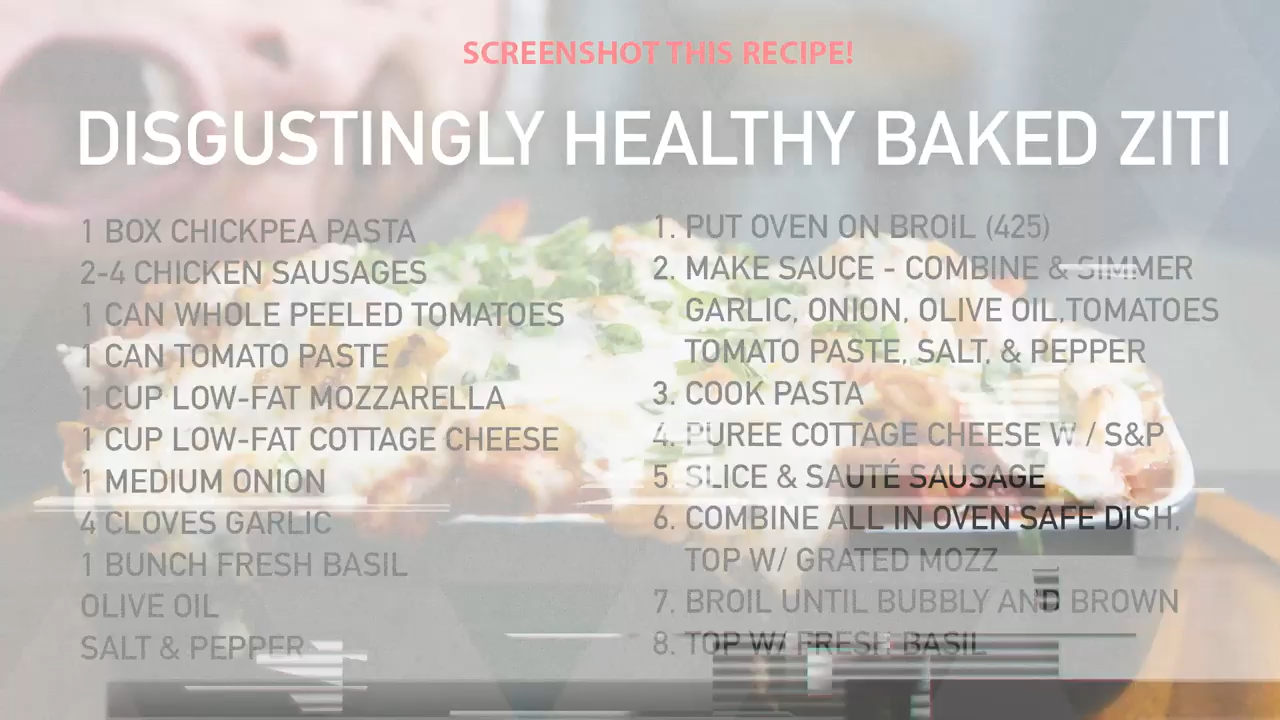 SCREENSHOT THIS RECIPE!
DISGUSTINGLY HEALTHY BAKED ZITI
1 BOX CHICKPEA PASTA
2-4 CHICKEN SAUSAGES
1 CAN WHOLE PEELED TOMATOES
1 CAN TOMATO PASTE
1 CUP LOW-FAT MOZZARELLA
1 CUP LOW-FAT COTTAGE CHEESE
1 MEDIUM ONION
4 CLOVES GARLIC
1 BUNCH FRESH BASIL
OLIVE OIL
SALT & PEPPER
1. PUT OVEN ON BROIL (425)
2. MAKE SAUCE - COMBINE & SIMMER
GARLIC, ONION, OLIVE OIL,TOMATOES
TOMATO PASTE, SALT, & PEPPER
3. COOK PASTA
4. PUREE COTTAGE CHEESE W / S&P
5. SLICE & SAUTÉ SAUSAGE
6. COMBINE ALL IN OVEN SAFE DISH,
TOP W/ GRATED MOZZ
7. BROIL UNTIL BUBBLY AND BROWN
8. TOP W/ FRESH BASIL